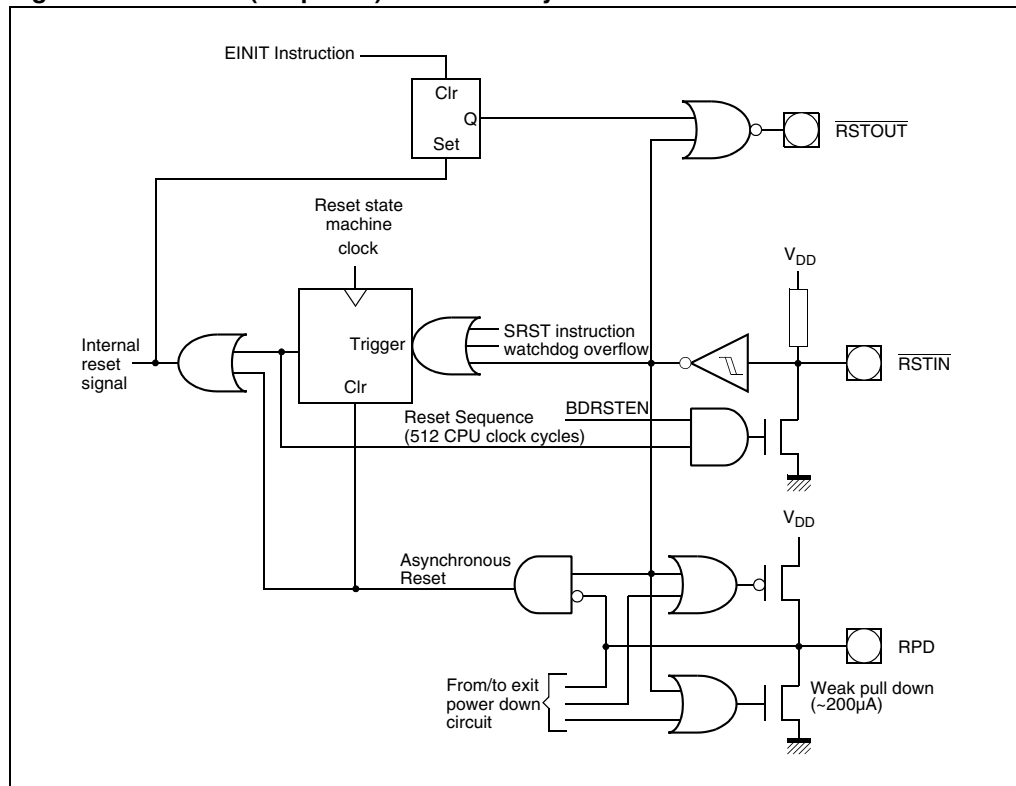 EINIT Instruction
Clr
Q
Set
RSTOUT
Reset state
machine
clock
VDD
Trigger
SRST instruction
watchdog overflow
Internal
reset
signal
RSTIN
Clr
BDRSTEN
Reset Sequence
(512 CPU clock cycles)
VDD
Asynchronous
Reset
RPD
From/to exit
power down
circuit
Weak pull down
(~200µA)